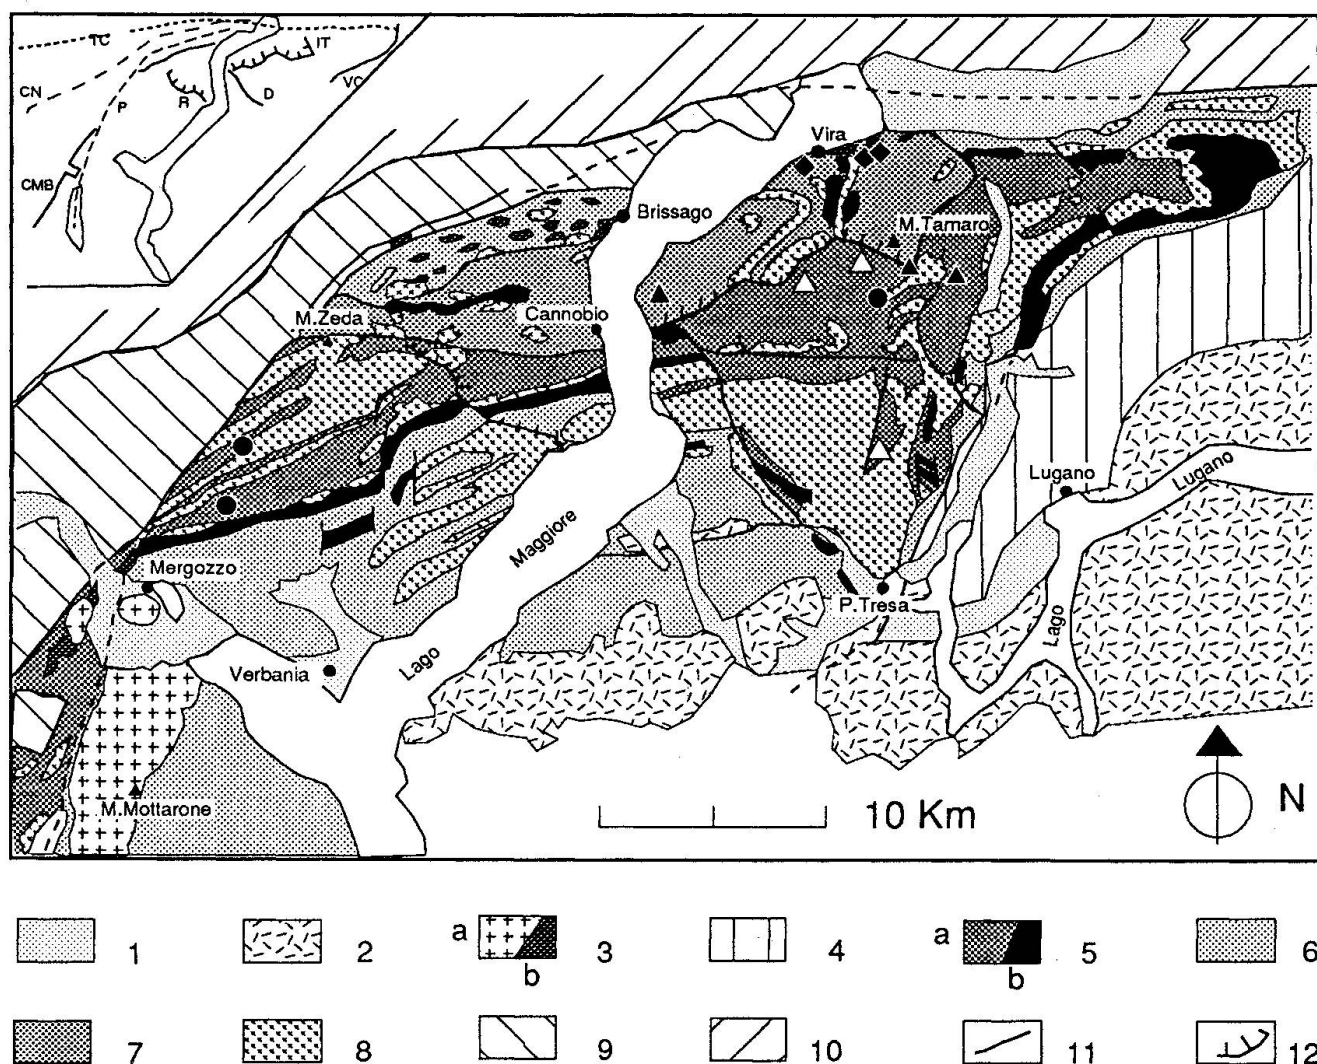 TC
IT
CN
P
R
D
VC
CMB
Vira
Brissago
M.Tamaro
M.Zeda
Cannobio
Lugano
Lugano
Maggiore
Mergozzo
P.Tresa
Lago
Lago
Verbania
M.Mottarone
10 Km
N
1
2
a
b
3
4
a
b
5
6
7
8
9
10
11
12